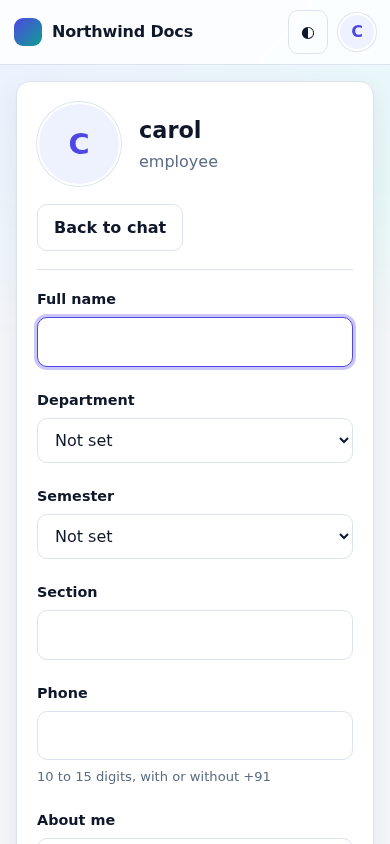 Northwind Docs
C
C
carol
employee
Back to chat
Full name
Department
Not set
Semester
Not set
Section
Phone
10 to 15 digits, with or without +91
About me